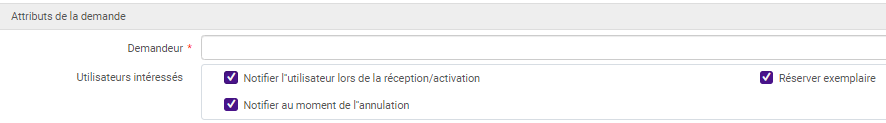 Attributs de la demande
Demandeur *
Utilisateurs intéressés
Notifier l"utilisateur lors de la réception/activation
Réserver exemplaire
Notifier au moment de l"annulation